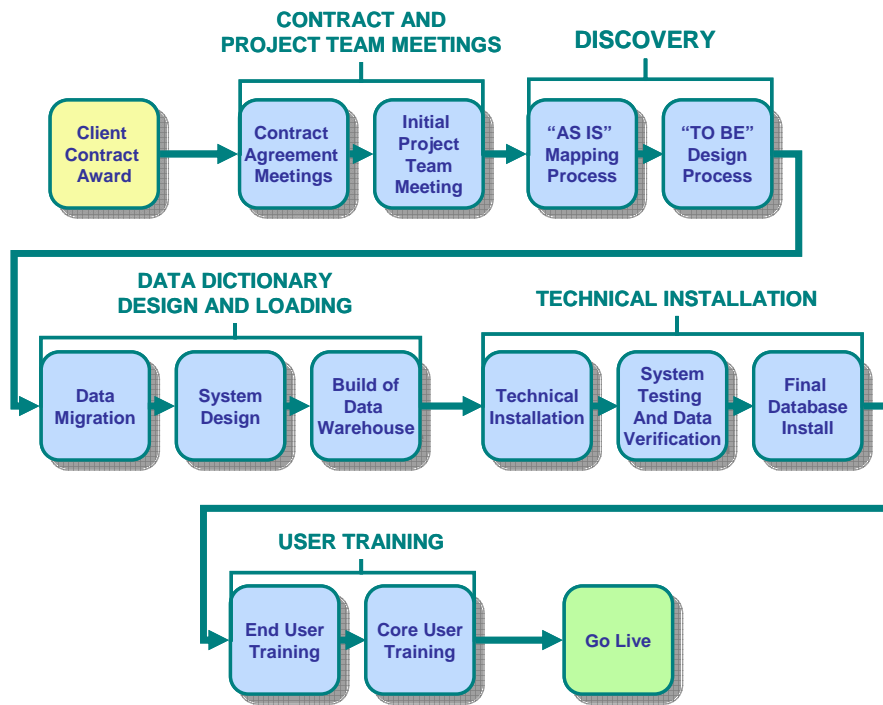 CONTRACT AND
PROJECT TEAM MEETINGS
DISCOVERY
Client
Contract
Award
Contract
Agreement
Meetings
Initial
Project
Team
Meeting
“AS IS”
Mapping
Process
“TO BE”
Design
Process
DATA DICTIONARY
DESIGN AND LOADING
TECHNICAL INSTALLATION
Data
Migration
System
Design
Build of
Data
Warehouse
Technical
Installation
System
Testing
And Data
Verification
Final
Database
Install
USER TRAINING
End User
Training
Core User
Training
Go Live